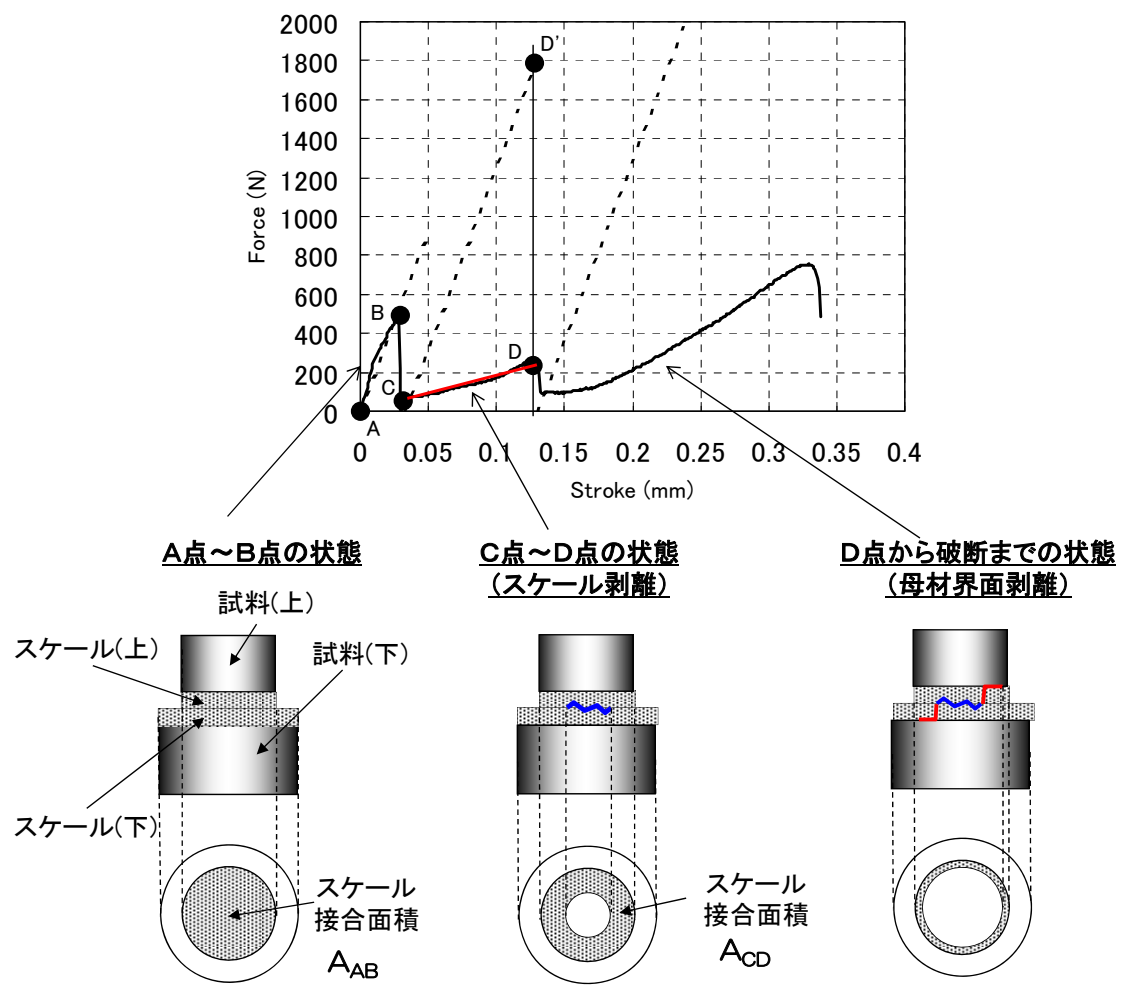 2000
1800
1600
1400
1200
1000
800
600
400
200
0
Force (N)
D'
B
D
C
A
0 0.05 0.1 0.15 0.2 0.25 0.3 0.35 0.4
Stroke (mm)
A点～B点の状態
C点～D点の状態
(スケール剥離)
D点から破断までの状態
(母材界面剥離)
試料(上)
スケール(上)
試料(下)
スケール(下)
スケール
接合面積
AAB
スケール
接合面積
ACD